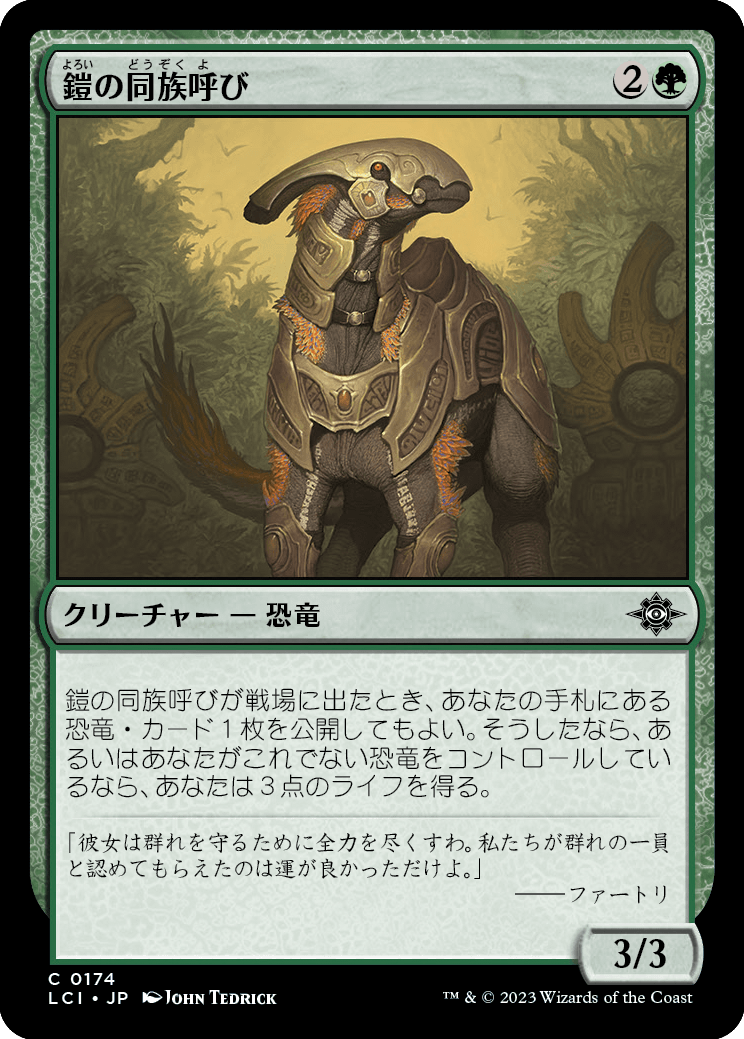 よろい どうぞく よ
鎧の同族呼び 2
クリーチャー — 恐竜
鎧の同族呼びが戦場に出たとき、あなたの手札にある
恐竜・カード１枚を公開してもよい。そうしたなら、あ
るいはあなたがこれでない恐竜をコントロールしてい
るなら、あなたは３点のライフを得る。
「彼女は群れを守るために全力を尽くすわ。私たちが群れの一員
と認めてもらえたのは運が良かっただけよ。」
――ファートリ
3/3
C 0174
LCI • JP John Tedrick
™ & © 2023 Wizards of the Coast